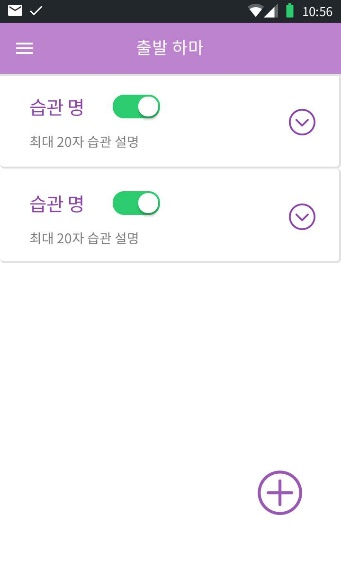 10:56
출발 하마
습관 명
최대 20자 습관 설명
습관 명
최대 20자 습관 설명